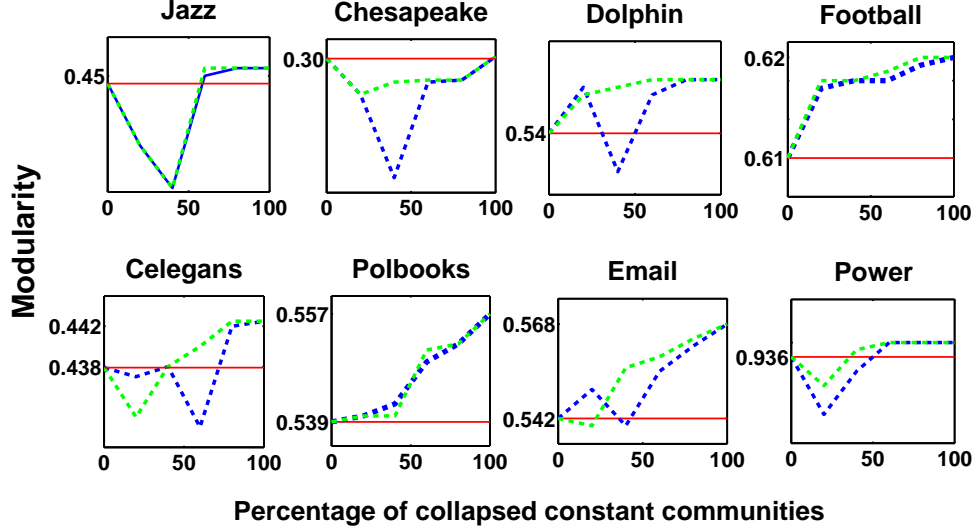 Jazz Chesapeake Dolphin Football
0.45 0.30 0.54 0.62
0.61
0 50 100 0 50 100 0 50 100 0 50 100
Modularity
Celegans Polbooks Email Power
0.442 0.557 0.568 0.936
0.438 0.539 0.542
0 50 100 0 50 100 0 50 100 0 50 100
Percentage of collapsed constant communities